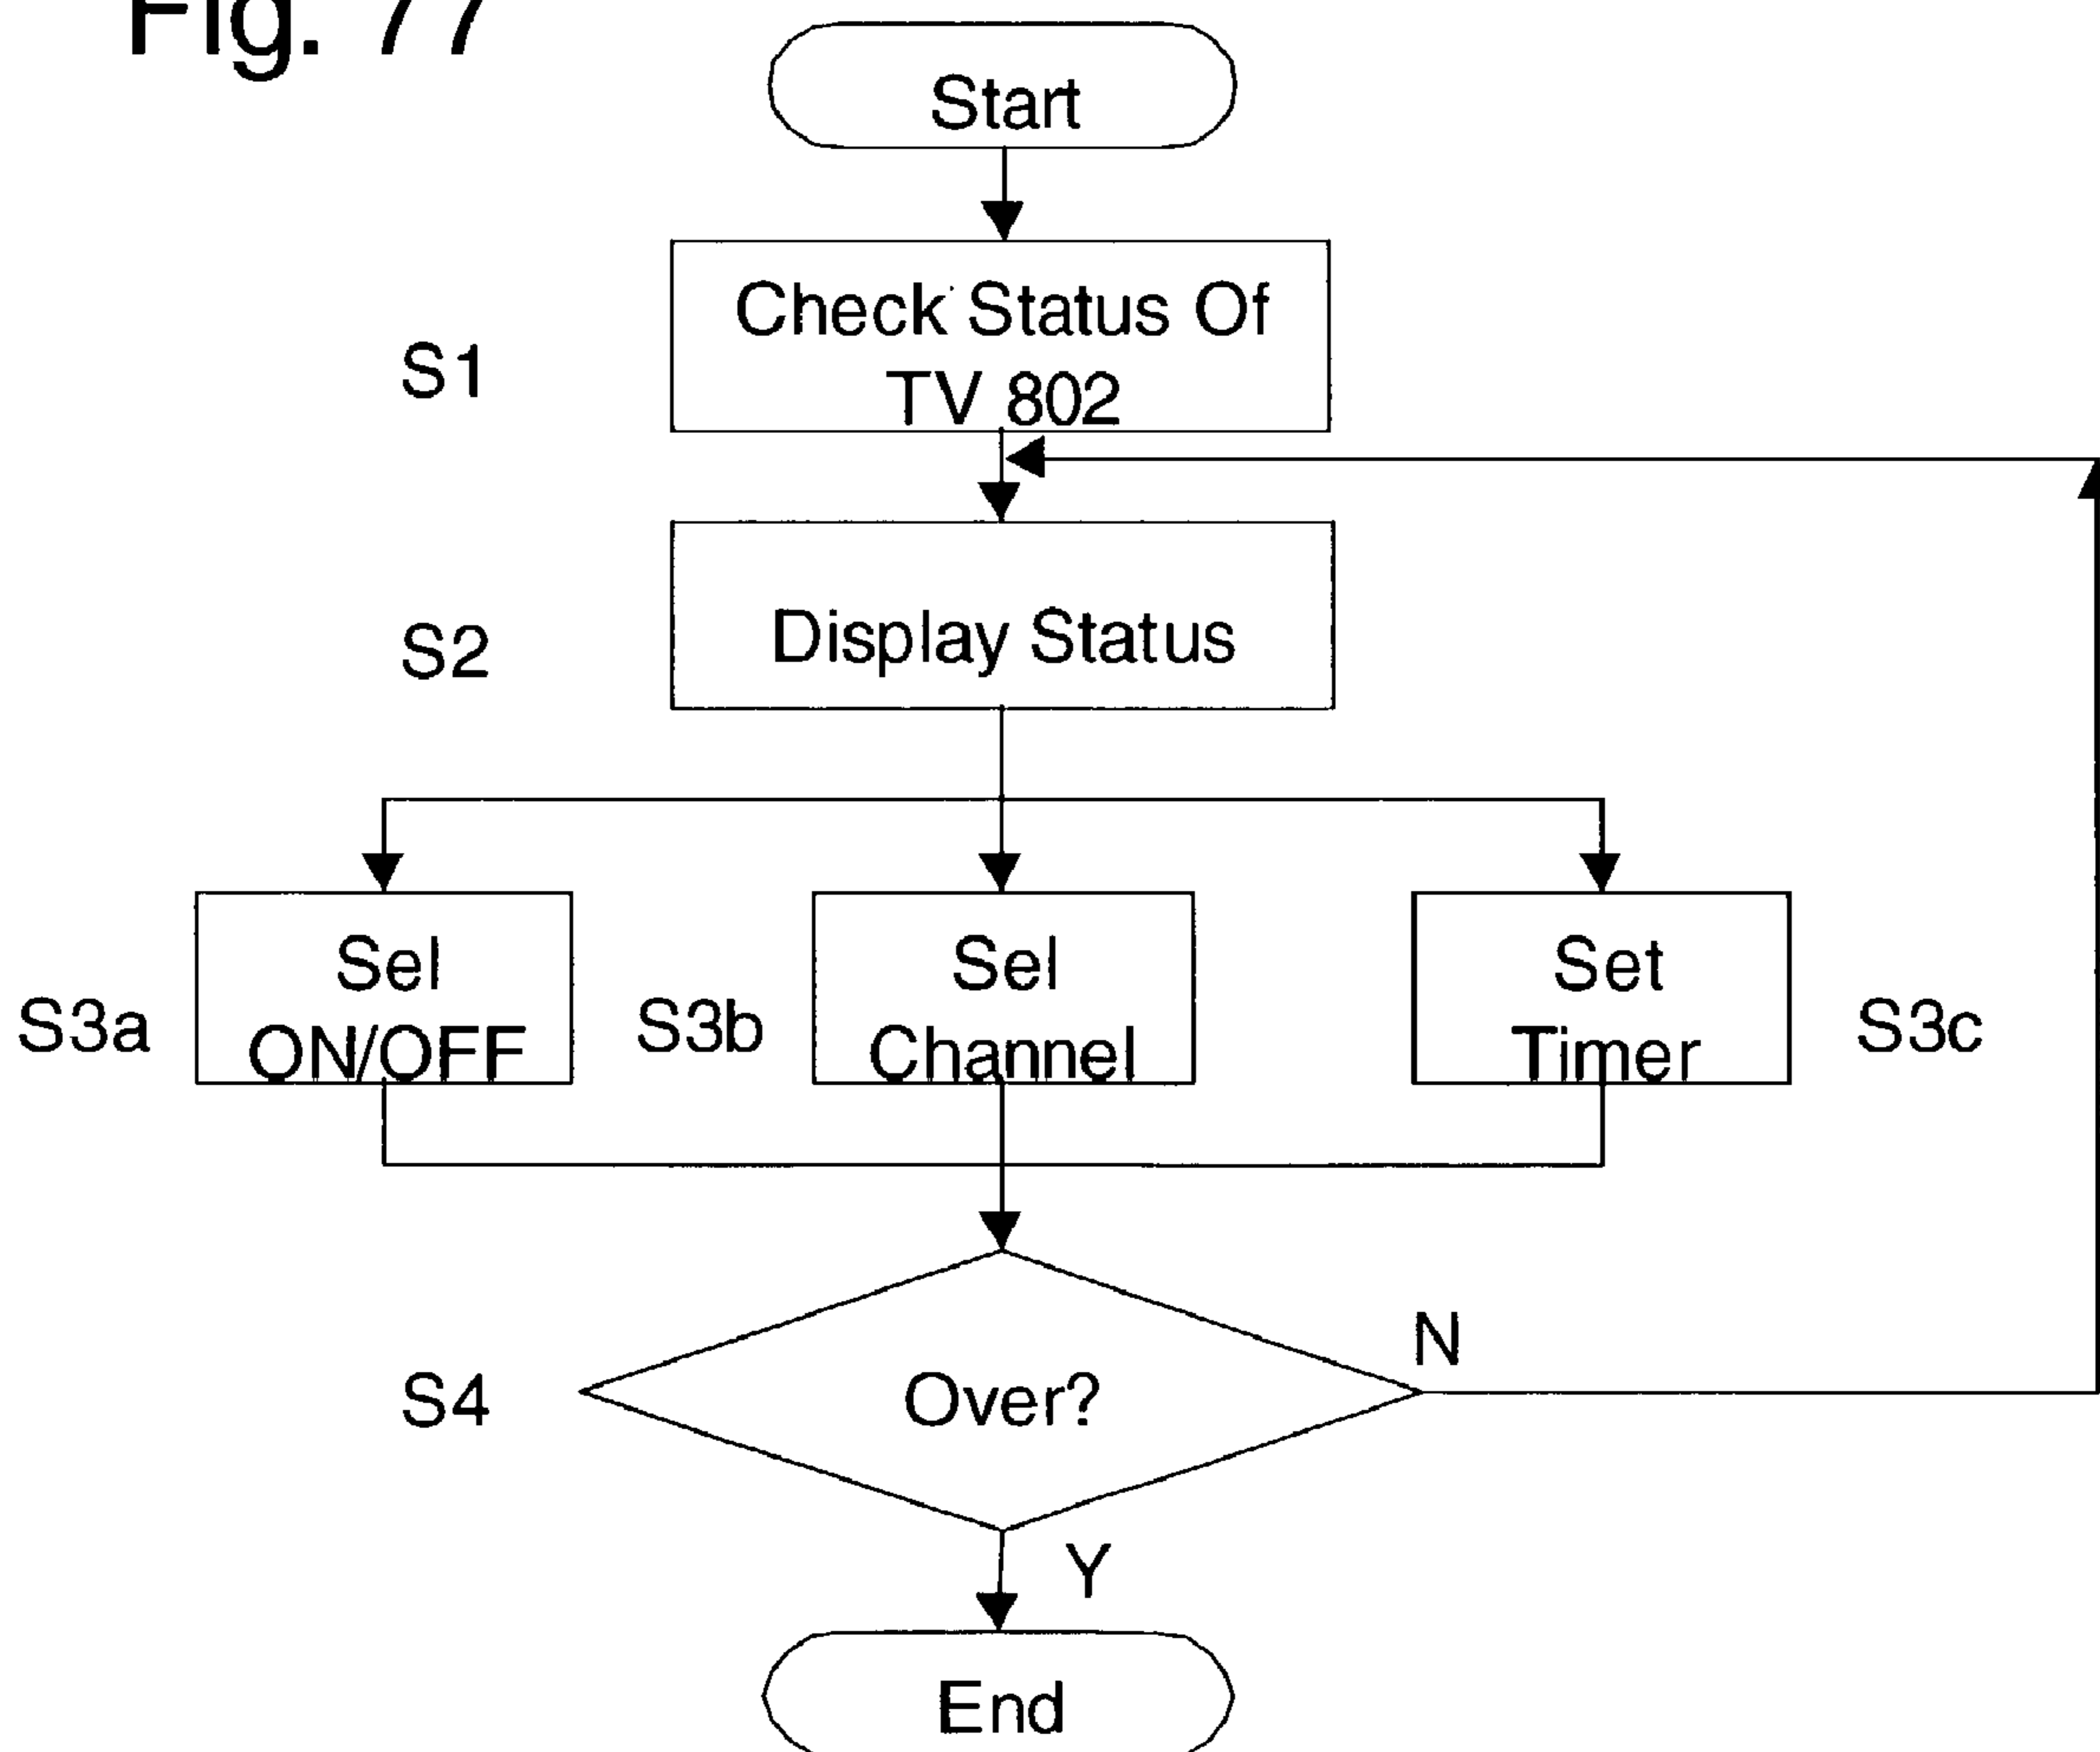 Fig. 77
Start
Check Status Of
TV 802
S1
Display Status
S2
Sel
ON/OFF
S3a
Sel
Channel
S3b
Set
Timer
S3c
Over?
S4
N
Y
End